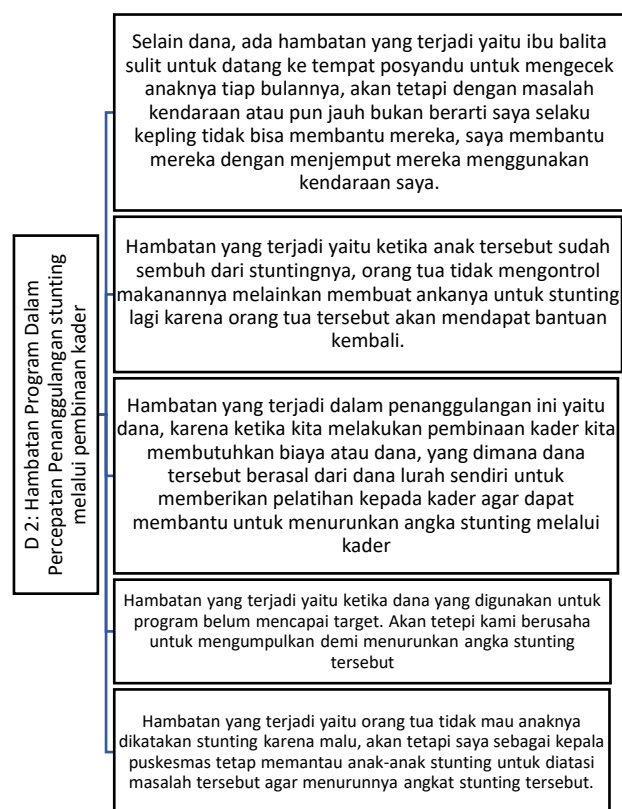 D 2: Hambatan Program Dalam
Percepatan Penanggulangan stunting
melalui pembinaan kader
Selain dana, ada hambatan yang terjadi yaitu ibu balita
sulit untuk datang ke tempat posyandu untuk mengecek
anaknya tiap bulannya, akan tetapi dengan masalah
kendaraan atau pun jauh bukan berarti saya selaku
kepling tidak bisa membantu mereka, saya membantu
mereka dengan menjemput mereka menggunakan
kendaraan saya.
Hambatan yang terjadi yaitu ketika anak tersebut sudah
sembuh dari stuntingnya, orang tua tidak mengontrol
makanannya melainkan membuat ankanya untuk stunting
lagi karena orang tua tersebut akan mendapat bantuan
kembali.
Hambatan yang terjadi dalam penanggulangan ini yaitu
dana, karena ketika kita melakukan pembinaan kader kita
membutuhkan biaya atau dana, yang dimana dana
tersebut berasal dari dana lurah sendiri untuk
memberikan pelatihan kepada kader agar dapat
membantu untuk menurunkan angka stunting melalui
kader
Hambatan yang terjadi yaitu ketika dana yang digunakan untuk
program belum mencapai target. Akan tetepi kami berusaha
untuk mengumpulkan demi menurunkan angka stunting
tersebut
Hambatan yang terjadi yaitu orang tua tidak mau anaknya
dikatakan stunting karena malu, akan tetapi saya sebagai kepala
puskesmas tetap memantau anak-anak stunting untuk diatasi
masalah tersebut agar menurunnya angkat stunting tersebut.